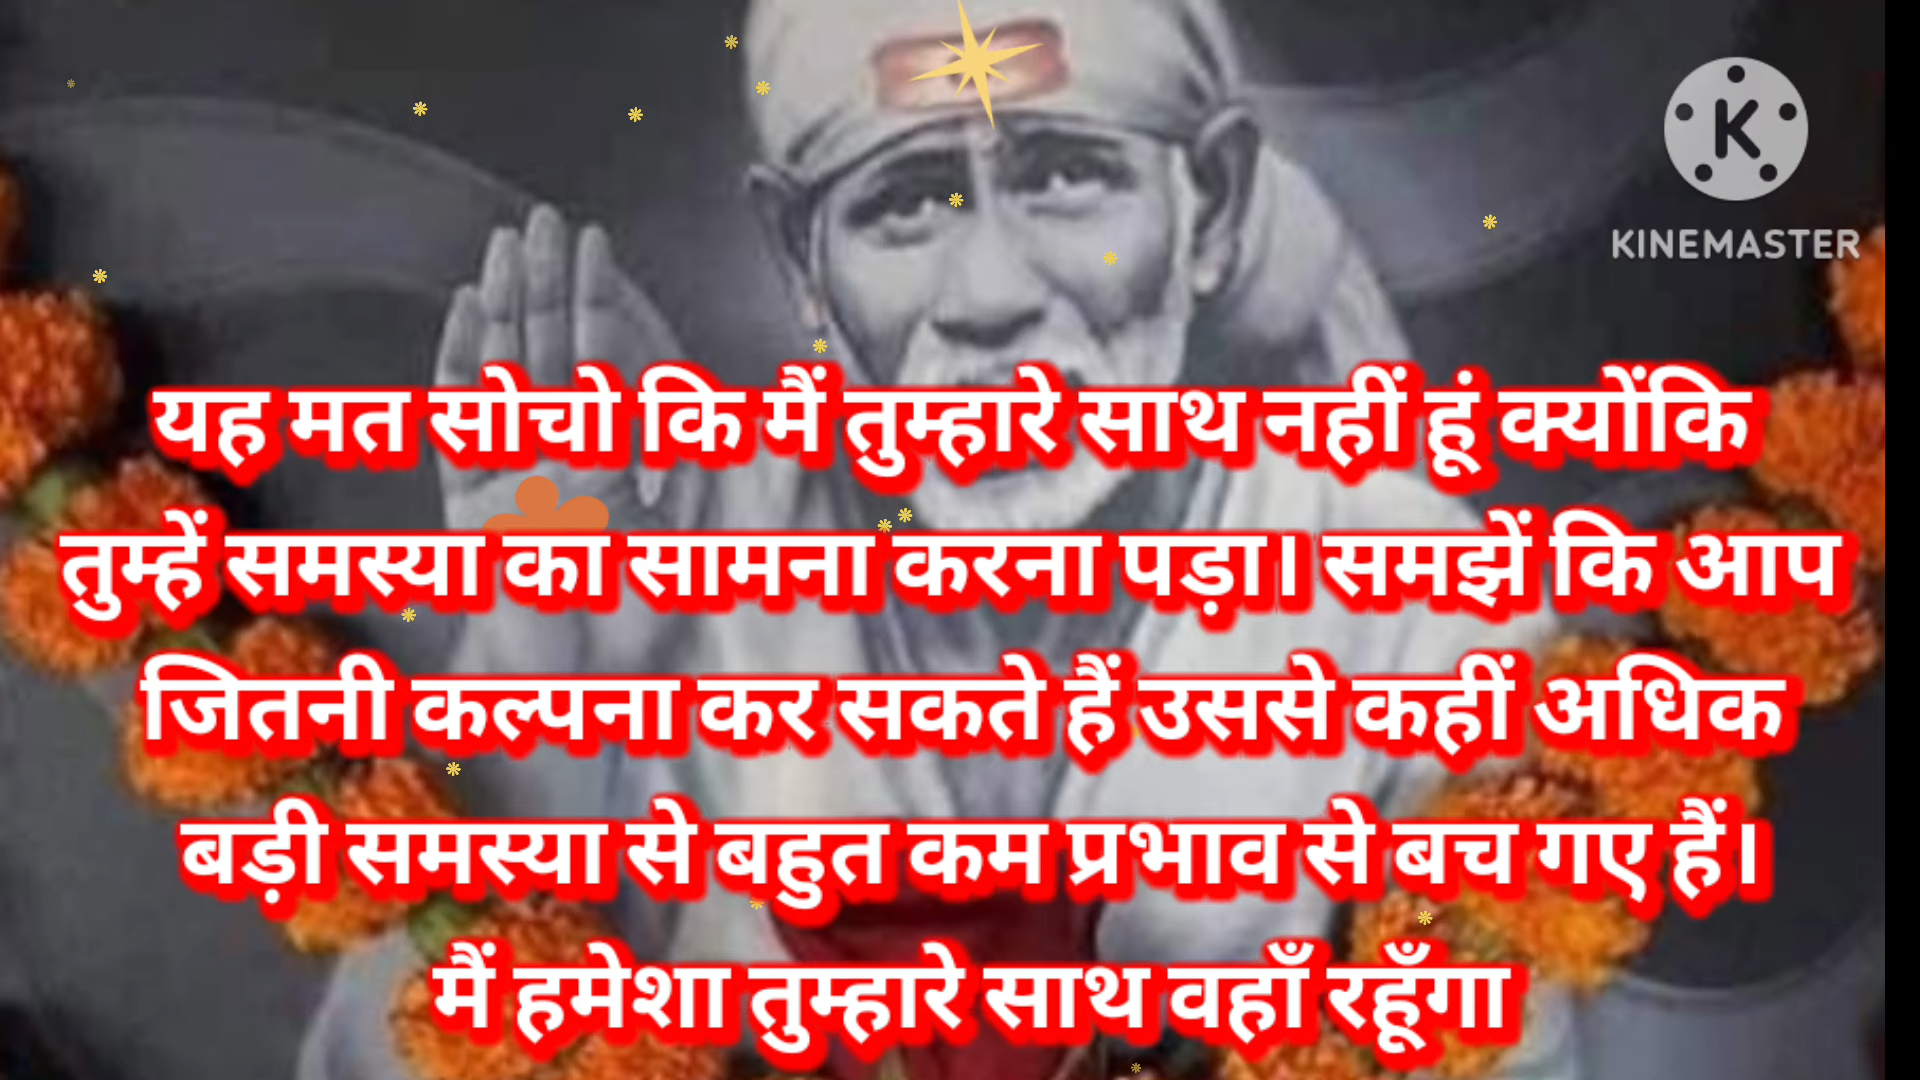 KINEMASTER
यह मत सोचो कि मैं तुम्हारे साथ नहीं हूं क्योंकि
तुम्हें समस्या का सामना करना पड़ा। समझें कि आप
जितनी कल्पना कर सकते हैं उससे कहीं अधिक
बड़ी समस्या से बहुत कम प्रभाव से बच गए हैं।
मैं हमेशा तुम्हारे साथ वहाँ रहूँगा